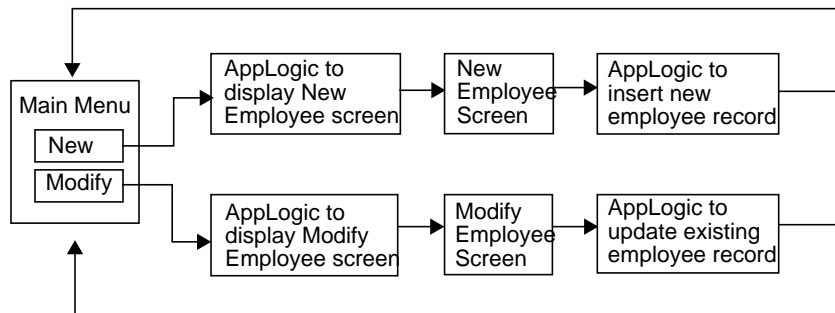 Main Menu
New
Modify
AppLogic to
display New
Employee screen
New
Employee
Screen
AppLogic to
insert new
employee record
AppLogic to
display Modify
Employee screen
Modify
Employee
Screen
AppLogic to
update existing
employee record